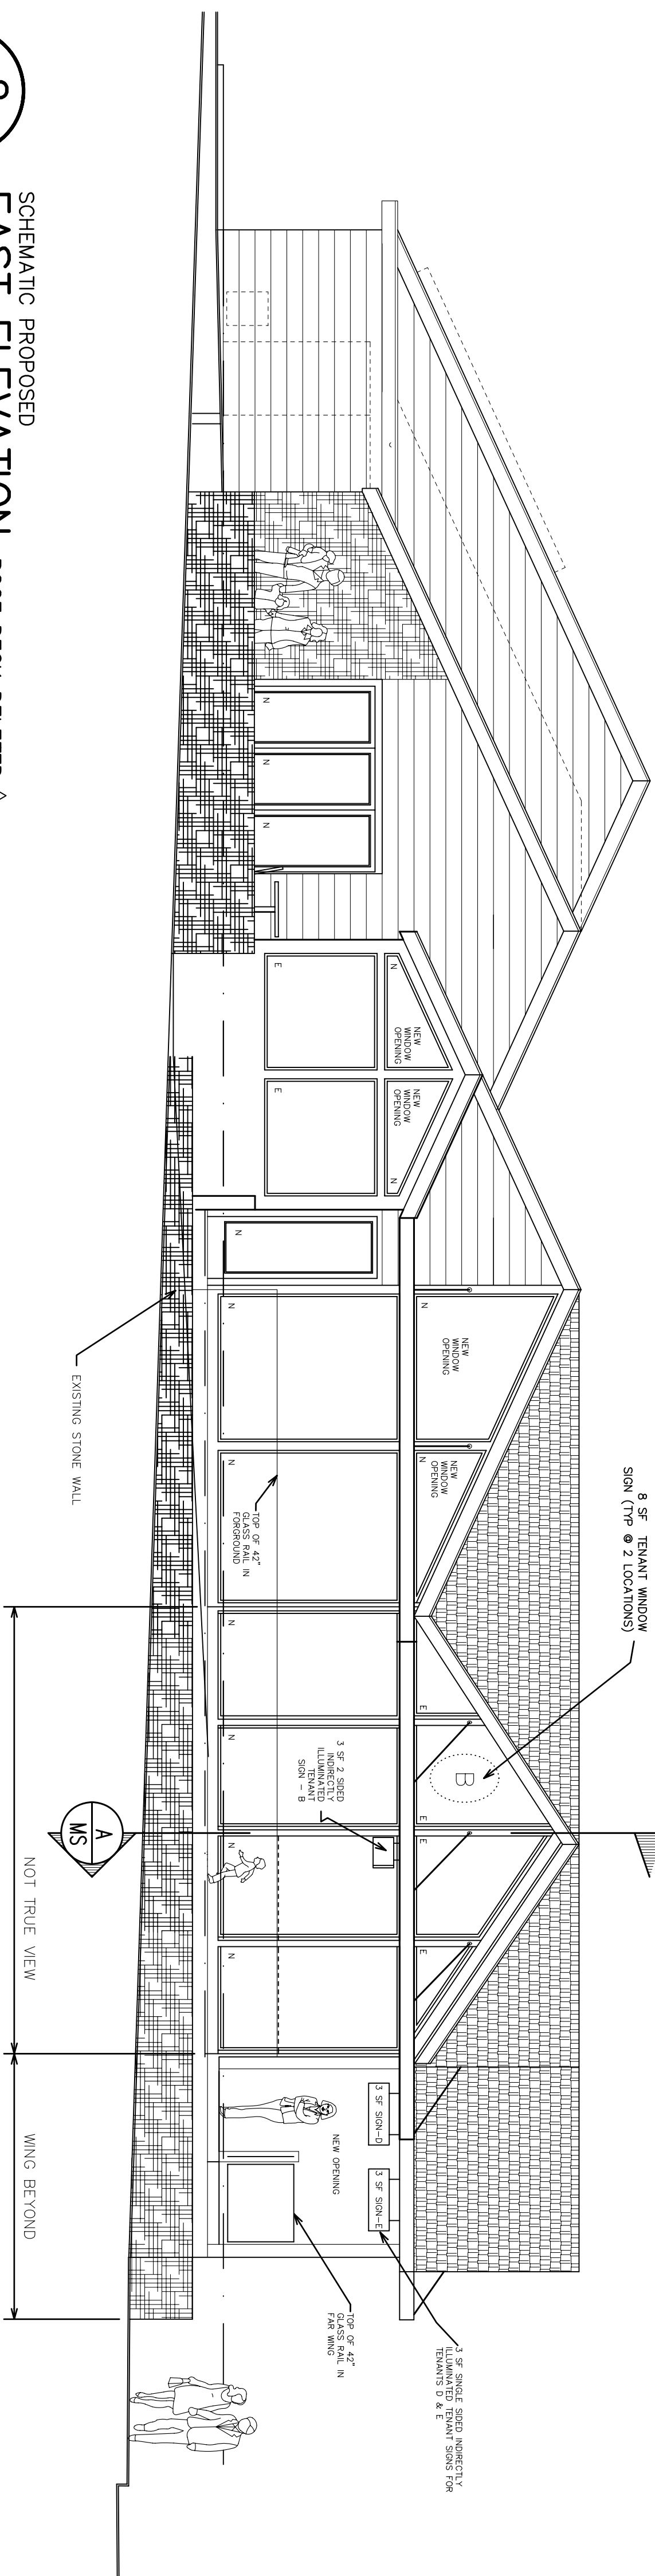 8 SF TENANT WINDOW
SIGN (TYP @ 2 LOCATIONS)
B
3 SF SINGLE SIDED INDIRECTLY
ILLUMINATED TENANT SIGNS FOR
TENANTS D & E
NEW
WINDOW
OPENING
NEW
WINDOW
OPENING
NEW
WINDOW
OPENING
NEW
WINDOW
OPENING
N
N
N
N
E
E
E
E
3 SF SIGN-D
3 SF SIGN-E
3 SF 2 SIDED
INDIRECTLY
ILLUMINATED
TENANT
SIGN - B
NEW OPENING
TOP OF 42"
GLASS RAIL IN
FAR WING
TOP OF 42"
GLASS RAIL IN
FORGROUND
N
N
N
E
E
N
N
N
N
N
N
N
EXISTING STONE WALL
A
MS
NOT TRUE VIEW
WING BEYOND
SCHEMATIC PROPOSED
EAST ELEVATION